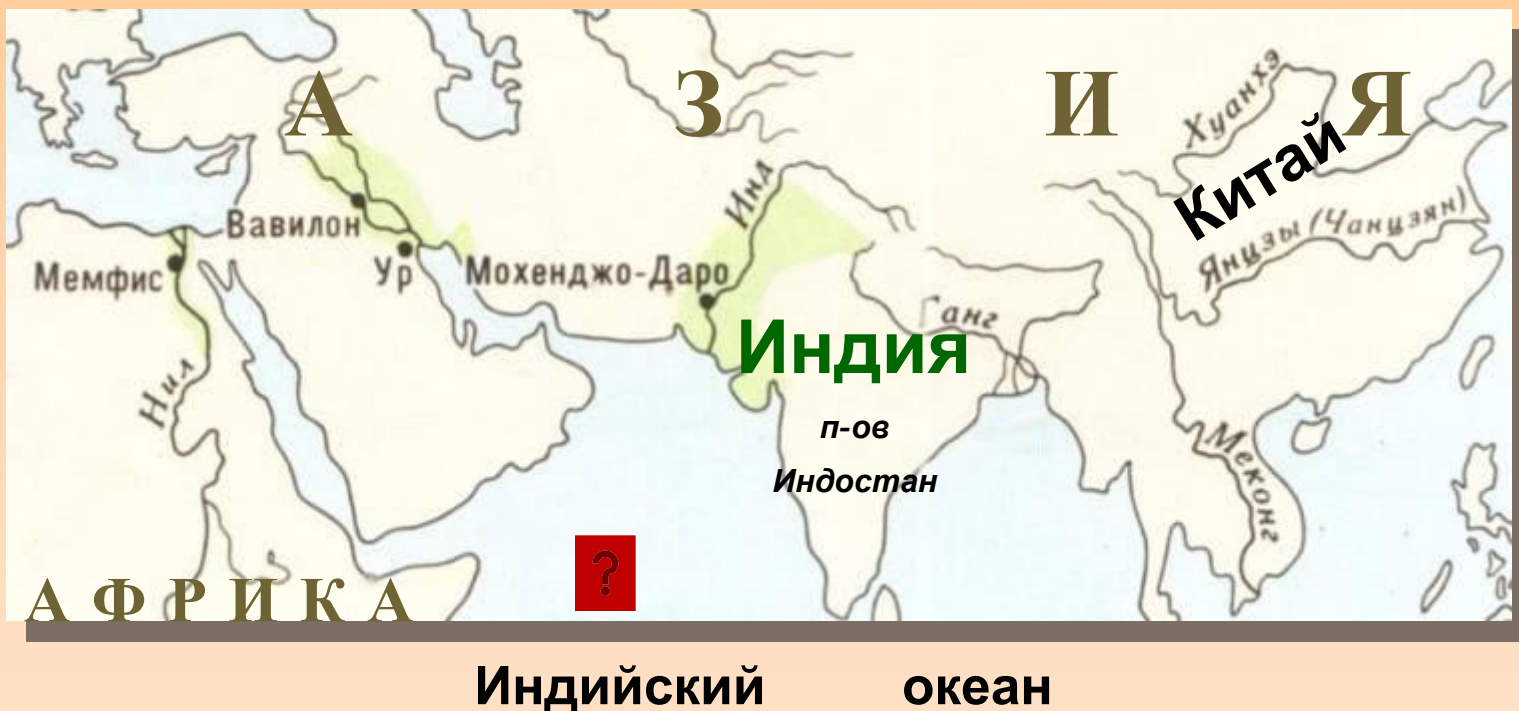 А З И Я
Хуанхэ
Китай
Инд
Вавилон
Янцзы (Чанцзян)
Ур
Мохенджо-Даро
Мемфис
Ганг
Индия
Нил
п-ов
Индостан
Меконг
?
АФРИКА
Индийский океан